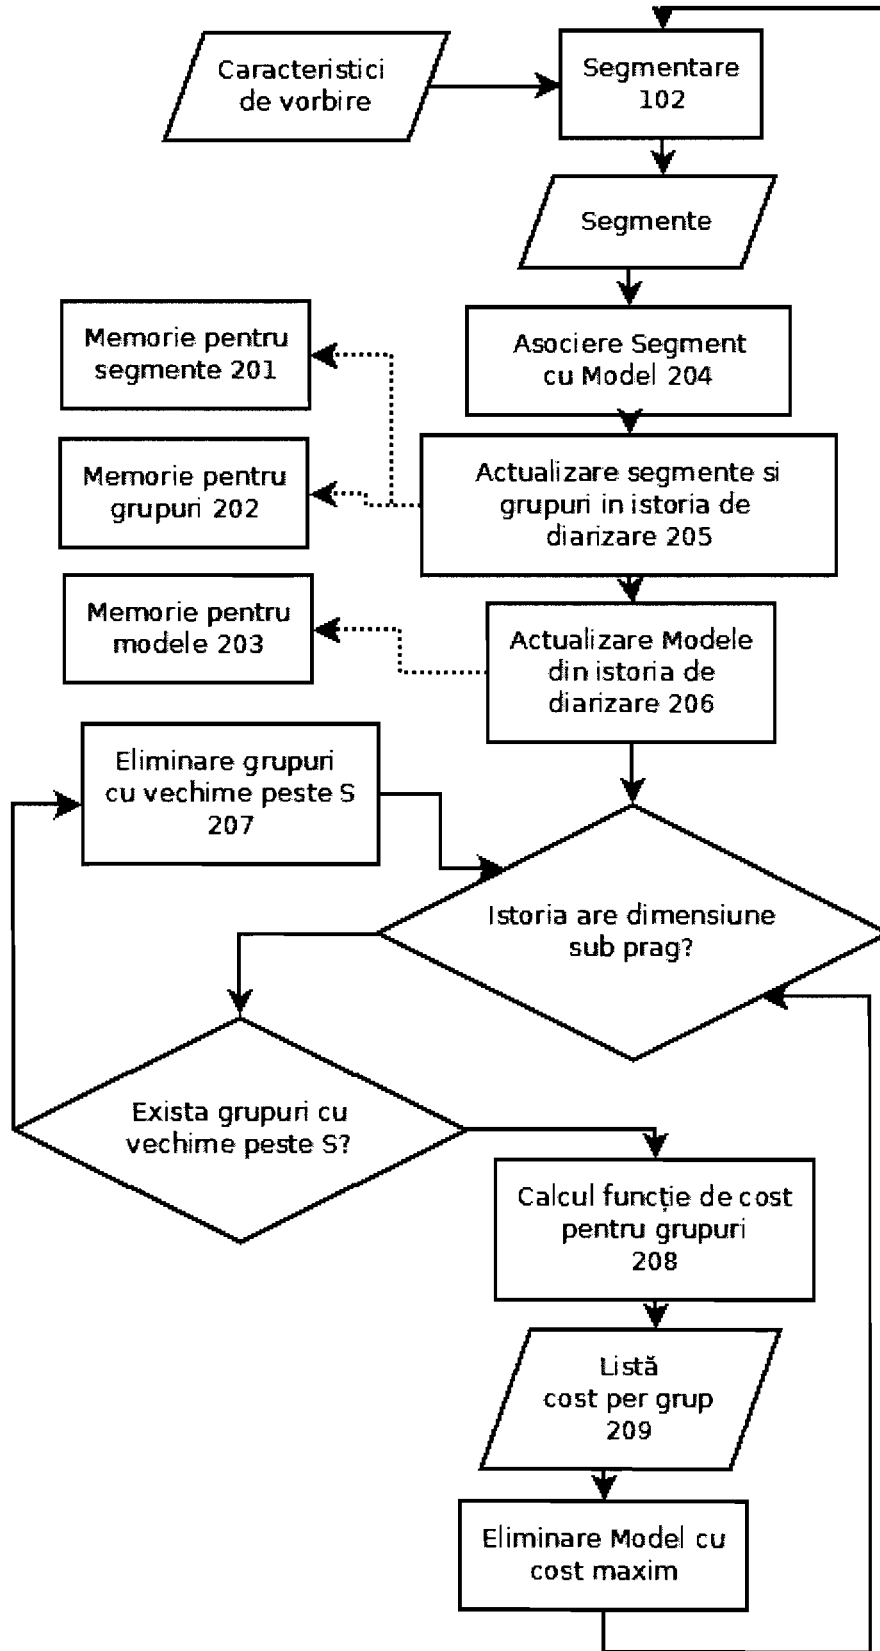 Caracteristici
de vorbire
Segmentare
102
Segmente
Memorie pentru
segmente 201
Asociere Segment
cu Model 204
Memorie pentru
grupuri 202
Actualizare segmente si
grupuri in istoria de
diarizare 205
Memorie pentru
modele 203
Actualizare Modele
din istoria de
diarizare 206
Eliminare grupuri
cu vechime peste S
207
Istoria are dimensiune
sub prag?
Exista grupuri cu
vechime peste S?
Calcul funcție de cost
pentru grupuri
208
Listă
cost per grup
209
Eliminare Model cu
cost maxim